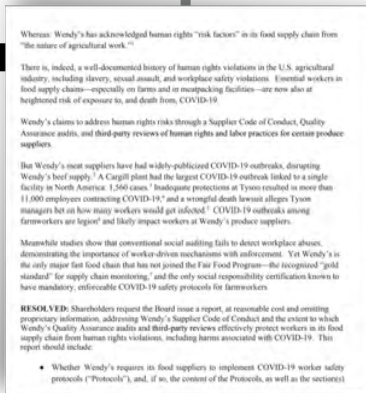 Whereas: Wendy's has acknowledged human rights "risk factors" in its food supply chain from
"the nature of agricultural work."¹
There is, indeed, a well-documented history of human rights violations in the U.S. agricultural
industry, including slavery, sexual assault, and workplace safety violations. Essential workers in
food supply chains—especially on farms and in meatpacking facilities—are now also at
heightened risk of exposure to, and death from, COVID-19.
Wendy's claims to address human rights risks through a Supplier Code of Conduct, Quality
Assurance audits, and third-party reviews of human rights and labor practices for certain produce
suppliers.
But Wendy's meat suppliers have had widely-publicized COVID-19 outbreaks, disrupting
Wendy's beef supply.² A Cargill plant had the largest COVID-19 outbreak linked to a single
facility in North America: 1,560 cases.³ Inadequate protections at Tyson resulted in more than
11,000 employees contracting COVID-19,⁴ and a wrongful death lawsuit alleges Tyson
managers bet on how many workers would get infected.⁵ COVID-19 outbreaks among
farmworkers are legion⁶ and likely impact workers at Wendy's produce suppliers.
Meanwhile studies show that conventional social auditing fails to detect workplace abuses,
demonstrating the importance of worker-driven mechanisms with enforcement. Yet Wendy's is
the only major fast food chain that has not joined the Fair Food Program—the recognized "gold
standard" for supply chain monitoring,⁷ and the only social responsibility certification known to
have mandatory, enforceable COVID-19 safety protocols for farmworkers.
RESOLVED: Shareholders request the Board issue a report, at reasonable cost and omitting
proprietary information, addressing Wendy's Supplier Code of Conduct and the extent to which
Wendy's Quality Assurance audits and third-party reviews effectively protect workers in its food
supply chain from human rights violations, including harms associated with COVID-19. This
report should include:
• Whether Wendy's requires its food suppliers to implement COVID-19 worker safety
protocols ("Protocols"), and, if so, the content of the Protocols, as well as the section(s)